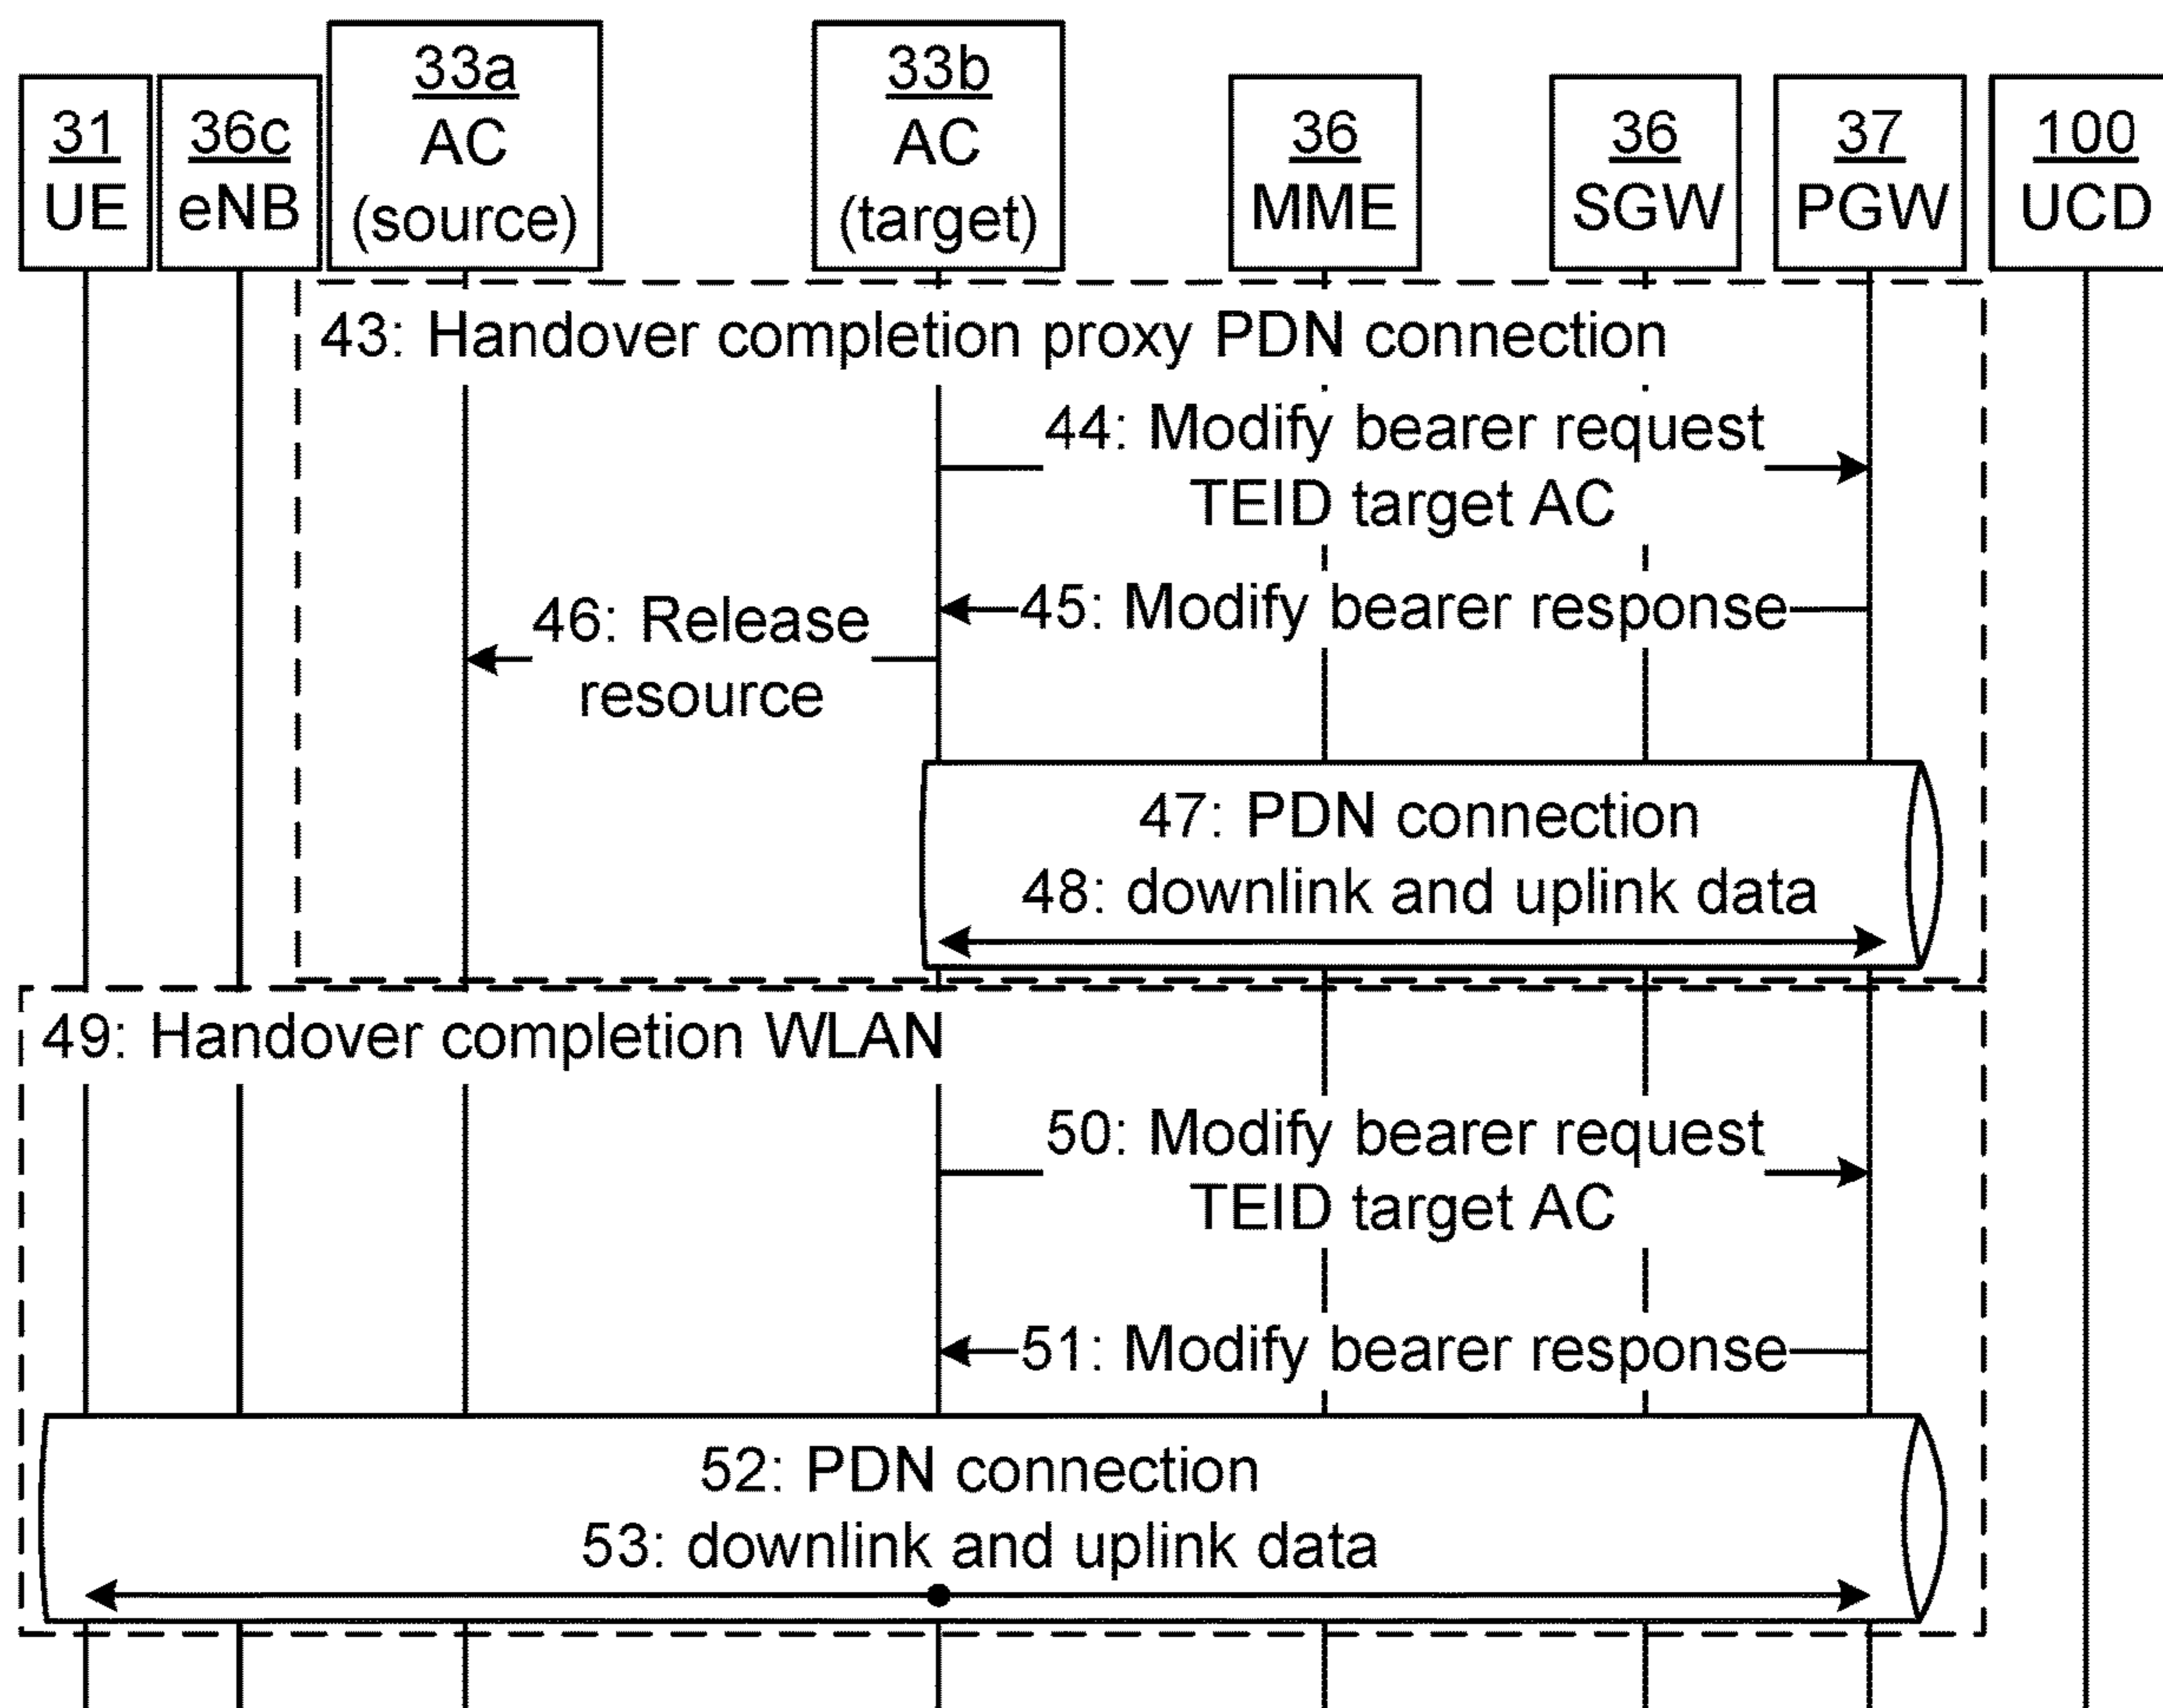 31
UE
36c
eNB
33a
AC
(source)
33b
AC
(target)
36
MME
36
SGW
37
PGW
100
UCD
43: Handover completion proxy PDN connection
44: Modify bearer request
TEID target AC
45: Modify bearer response
46: Release
resource
47: PDN connection
48: downlink and uplink data
49: Handover completion WLAN
50: Modify bearer request
TEID target AC
51: Modify bearer response
52: PDN connection
53: downlink and uplink data